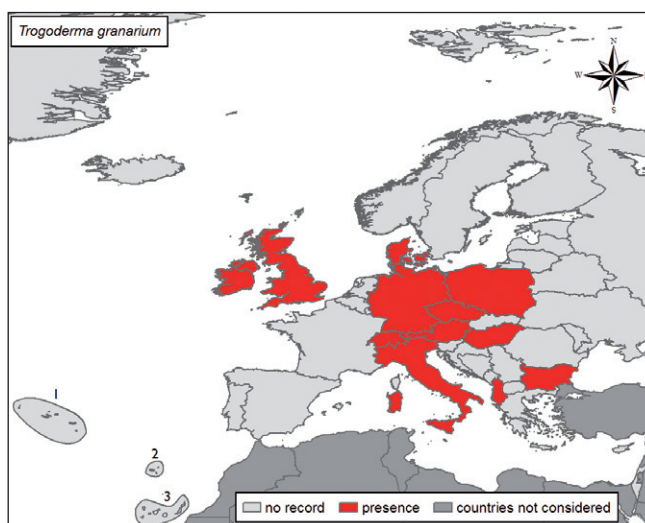 Trogoderma granarium
N
W
E
S
1
2
3
no record presence countries not considered